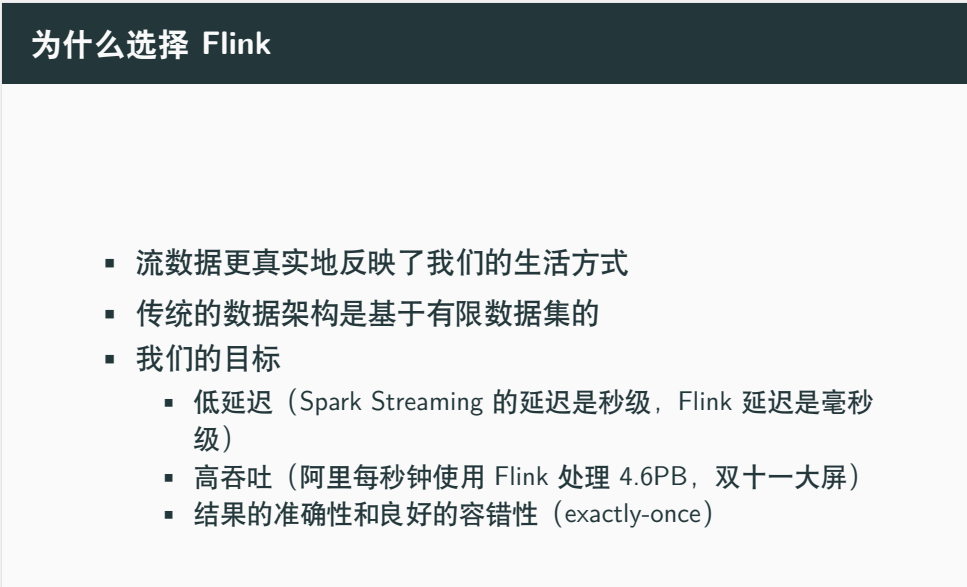 为什么选择 Flink
▪ 流数据更真实地反映了我们的生活方式
▪ 传统的数据架构是基于有限数据集的
▪ 我们的目标
▪ 低延迟（Spark Streaming 的延迟是秒级，Flink 延迟是毫秒
级）
▪ 高吞吐（阿里每秒钟使用 Flink 处理 4.6PB，双十一大屏）
▪ 结果的准确性和良好的容错性（exactly-once）